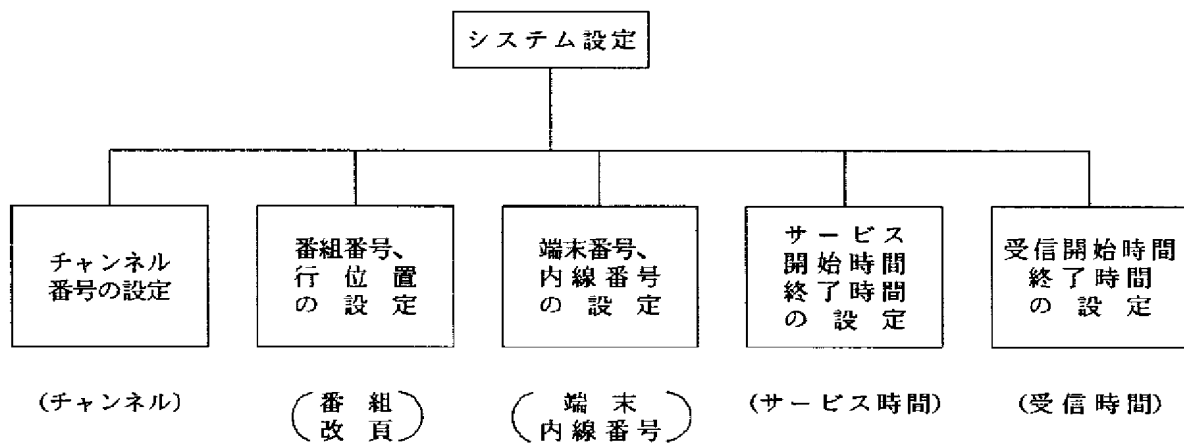 システム設定
チャンネル
番号の設定
番組番号、
行位置
の設定
端末番号、
内線番号
の設定
サービス
開始時間
終了時間
の設定
受信開始時間
終了時間
の設定
(チャンネル)
(番組
改頁)
(端末
内線番号)
(サービス時間)
(受信時間)